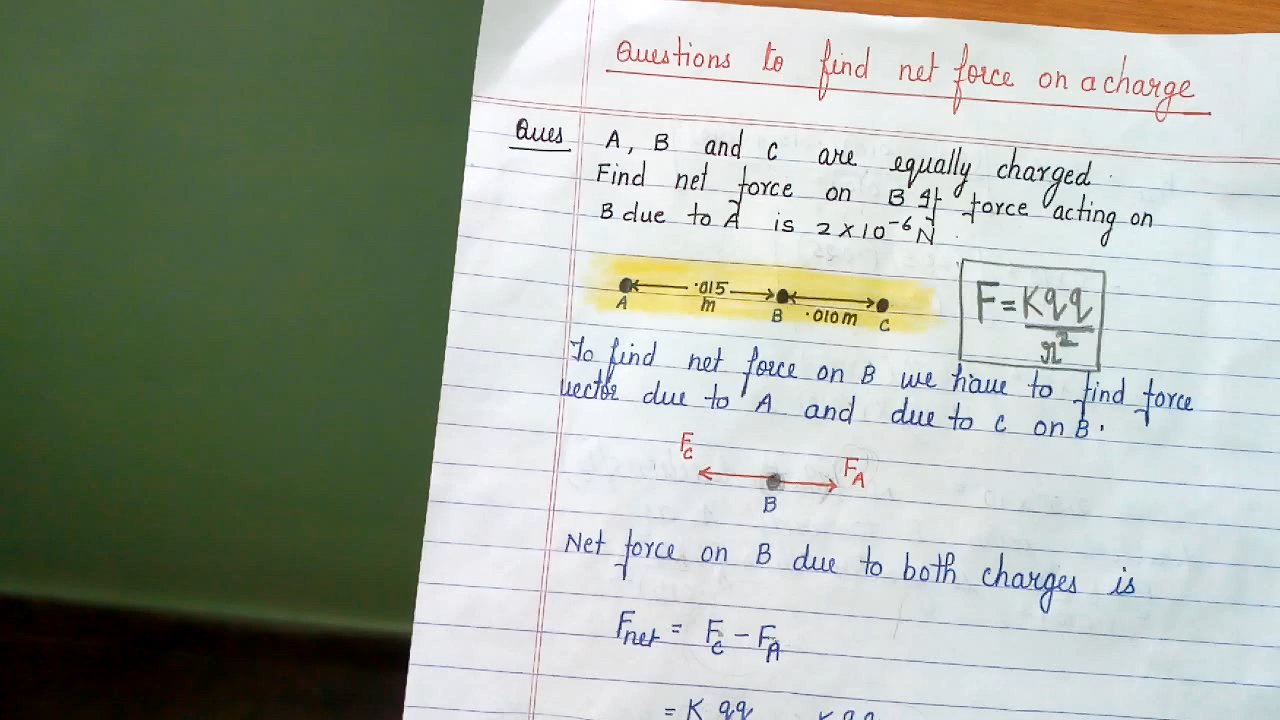 Questions to find net force on a charge
Ques A, B and C are equally charged.
Find net force on B If force acting on
B due to A is 2 × 10⁻⁶ N.
.015
m
A B .010m C
F = Kqq
r²
To find net force on B we have to find force
vector due to A and due to C on B.
F_C F_A
B
Net force on B due to both charges is
F_net = F_C - F_A
= K qq